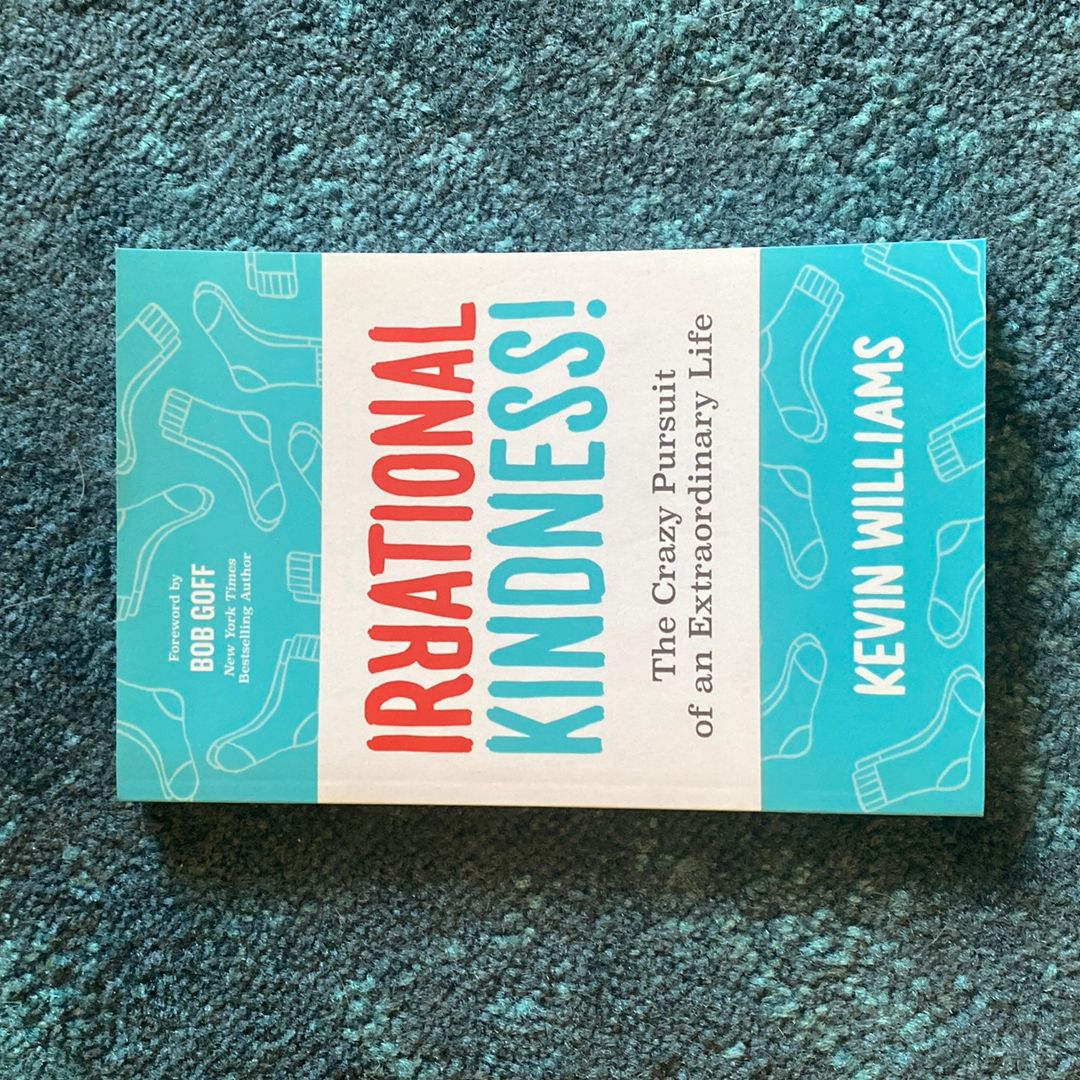 Foreword by
BOB GOFF
New York Times
Bestselling Author
IRRATIONAL
KINDNESS!
The Crazy Pursuit
of an Extraordinary Life
KEVIN WILLIAMS